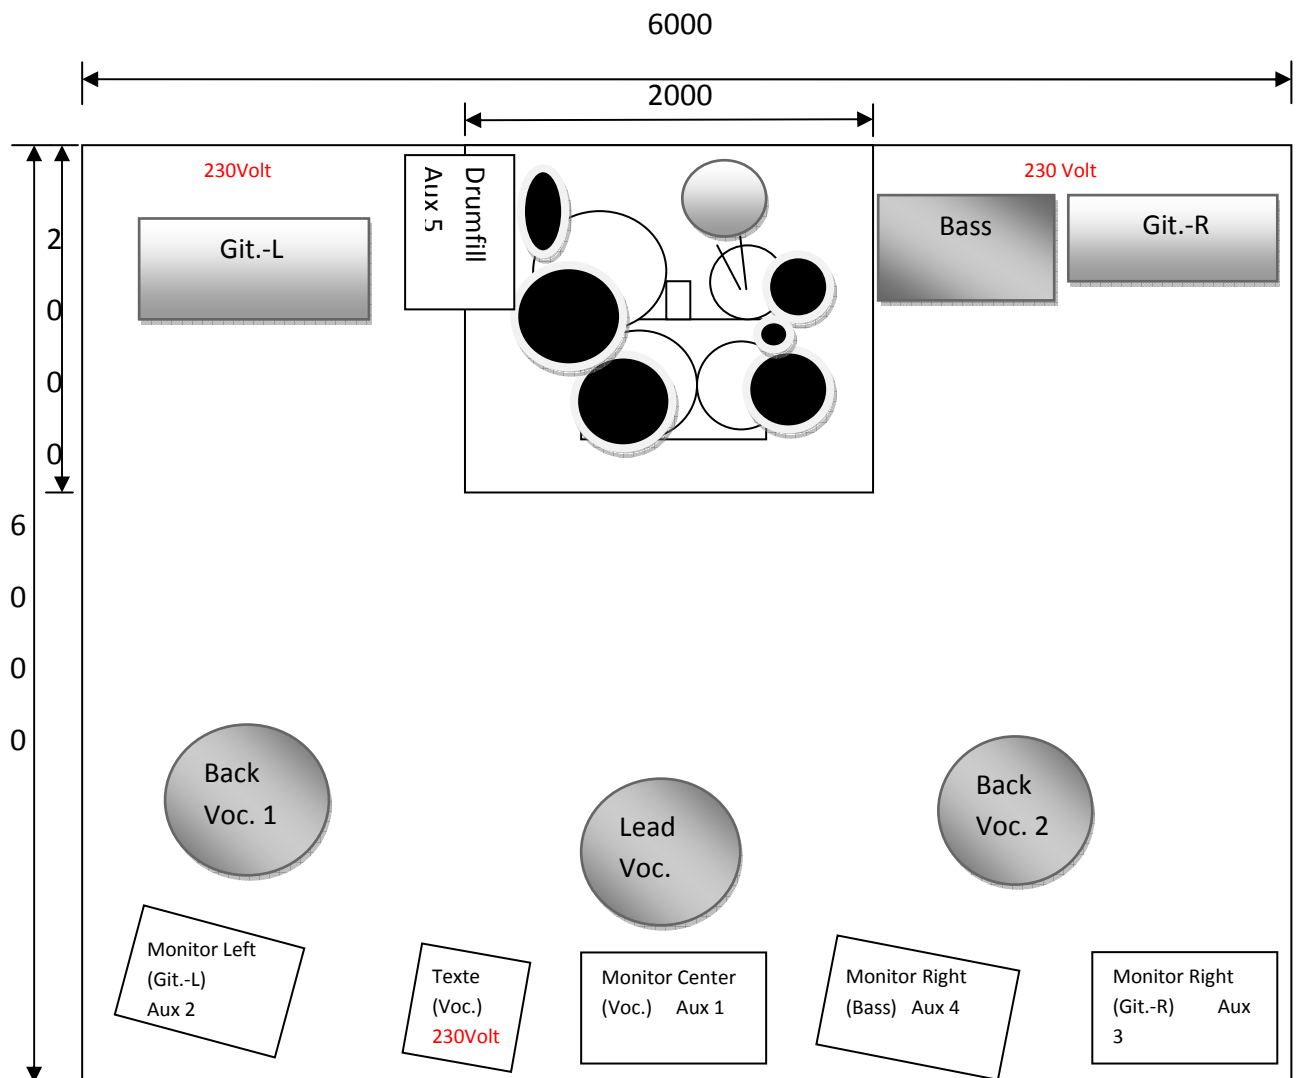 6000
2000
230Volt
230 Volt
Drumfill
Aux 5
Git.-L
Bass
Git.-R
2
0
0
0
6
0
0
0
Back
Voc. 1
Lead
Voc.
Back
Voc. 2
Monitor Left
(Git.-L)
Aux 2
Texte
(Voc.)
230Volt
Monitor Center
(Voc.) Aux 1
Monitor Right
(Bass) Aux 4
Monitor Right
(Git.-R) Aux
3